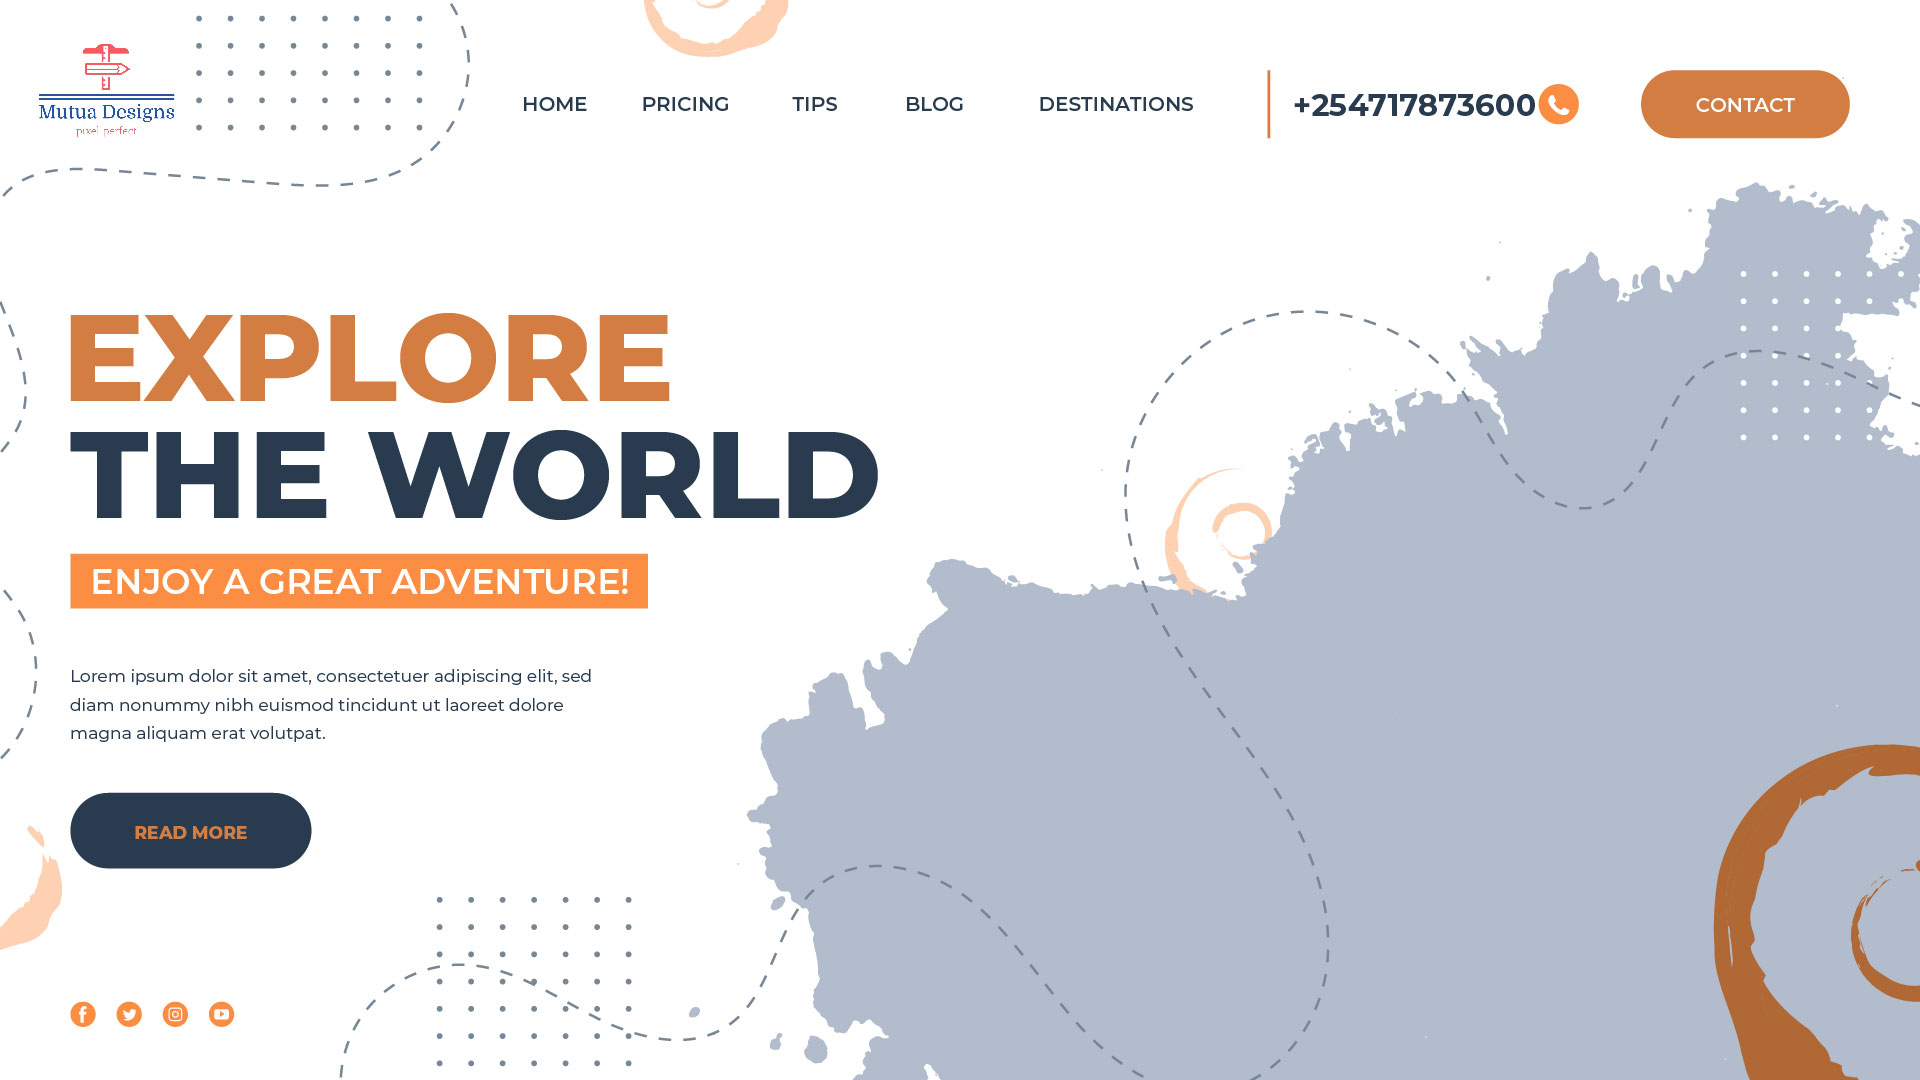 Mutua Designs
pixel perfect
HOME PRICING TIPS BLOG DESTINATIONS +254717873600 CONTACT
EXPLORE
THE WORLD
ENJOY A GREAT ADVENTURE!
Lorem ipsum dolor sit amet, consectetuer adipiscing elit, sed
diam nonummy nibh euismod tincidunt ut laoreet dolore
magna aliquam erat volutpat.
READ MORE